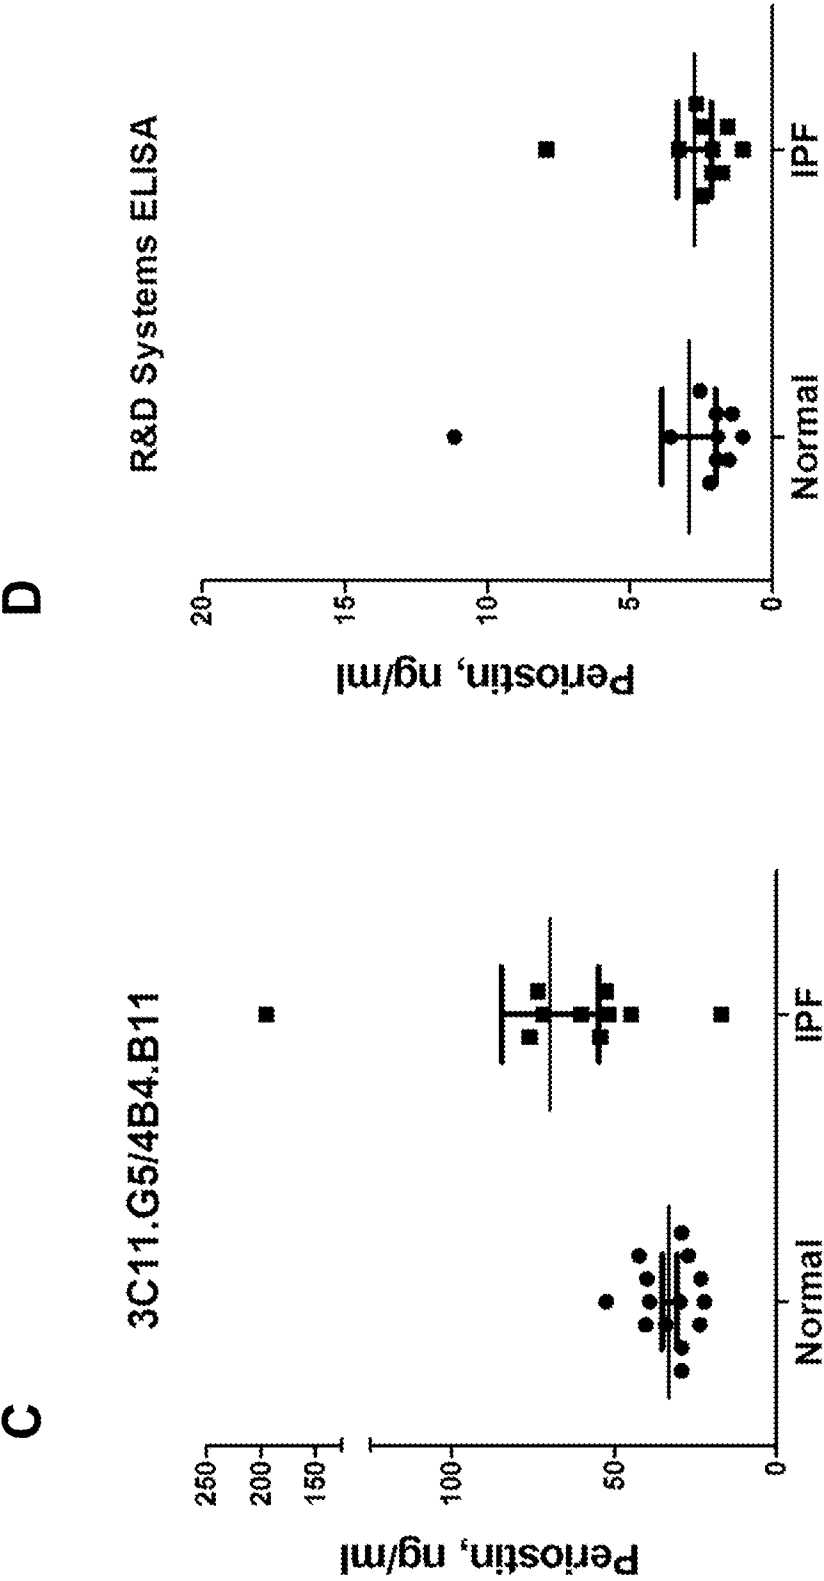 C
3C11.G5/4B4.B11
Periostin, ng/ml
250
200
150
100
50
0
Normal
IPF
D
R&D Systems ELISA
Periostin, ng/ml
20
15
10
5
0
Normal
IPF